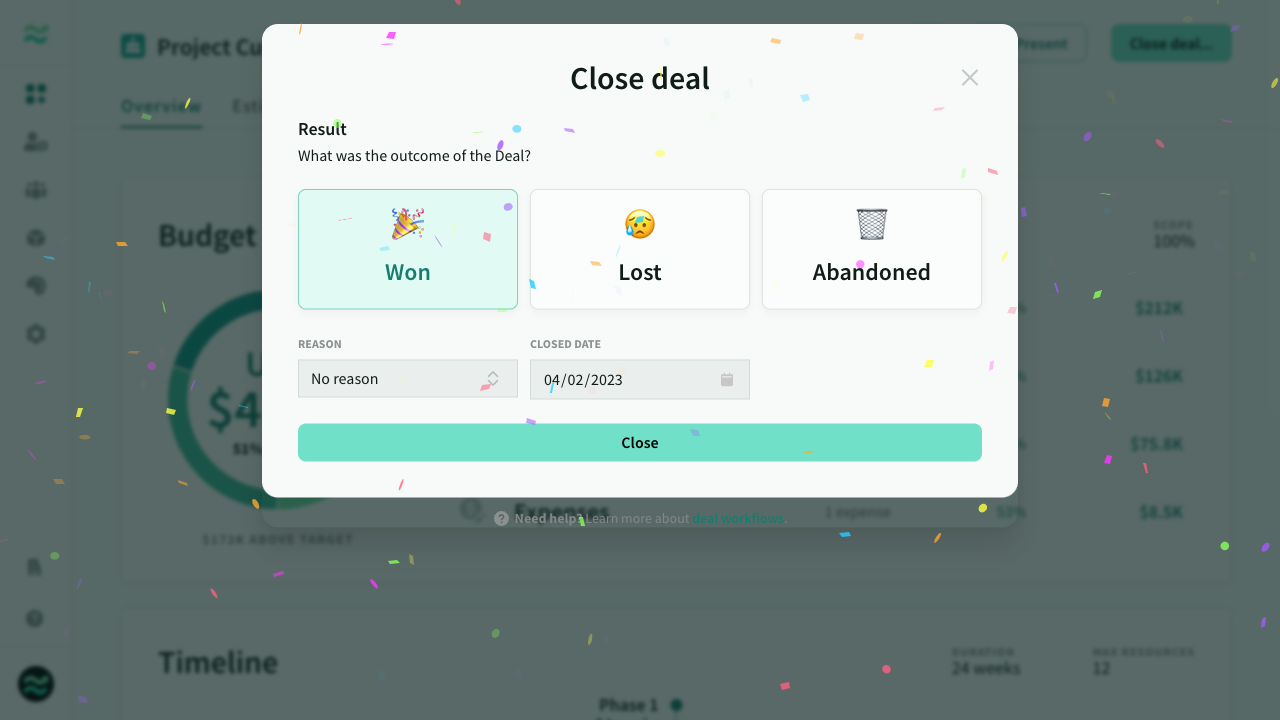 Project Cu
Present
Close deal...
Overview
Esti
Close deal
Result
What was the outcome of the Deal?
Won
Lost
Abandoned
REASON
CLOSED DATE
No reason
04/02/2023
Close
Need help? Learn more about deal workflows.
Budget
SCOPE
100%
$212K
$126K
$75.8K
U
$4
51%
Expenses
1 expense
53%
$8.5K
$172K ABOVE TARGET
Timeline
DURATION
24 weeks
MAX RESOURCES
12
Phase 1